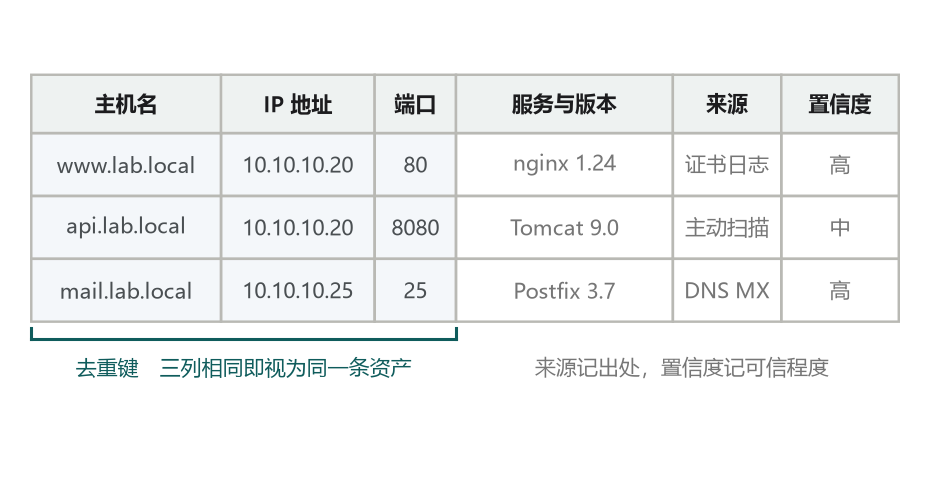 主机名 IP 地址 端口 服务与版本 来源 置信度
www.lab.local 10.10.10.20 80 nginx 1.24 证书日志 高
api.lab.local 10.10.10.20 8080 Tomcat 9.0 主动扫描 中
mail.lab.local 10.10.10.25 25 Postfix 3.7 DNS MX 高
去重键 三列相同即视为同一条资产 来源记出处，置信度记可信程度